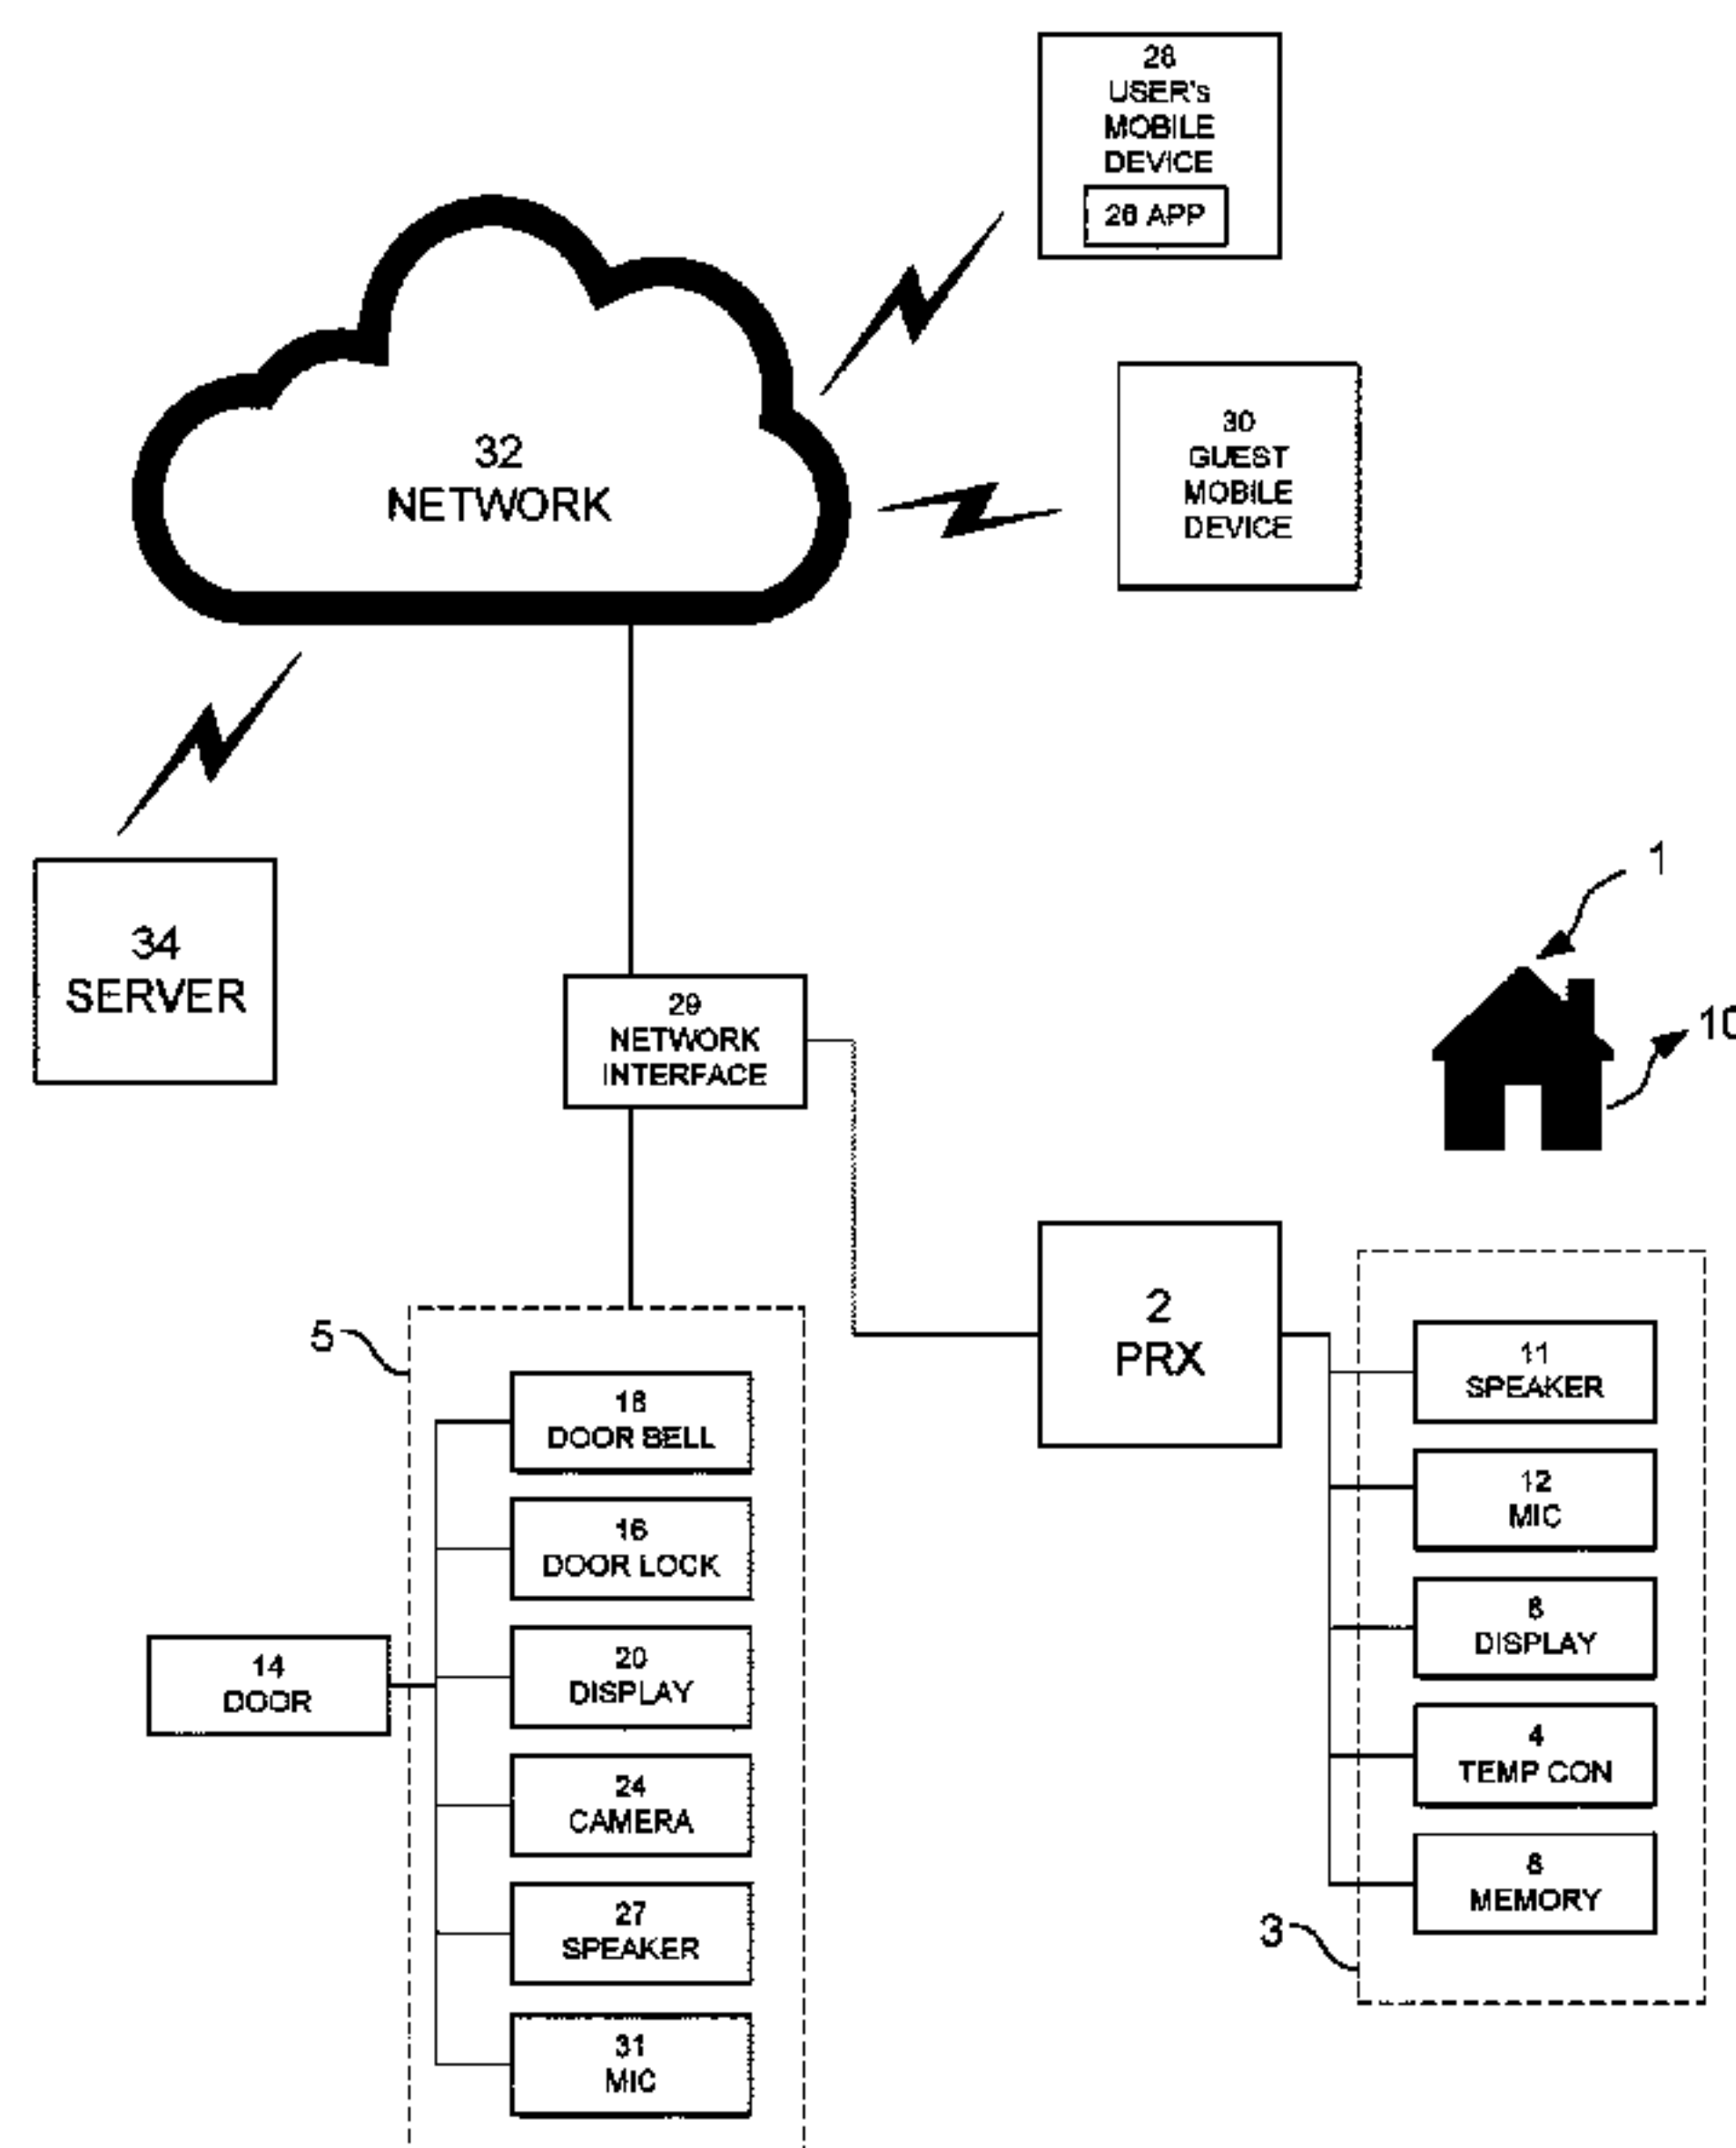 28
USER's
MOBILE
DEVICE
26 APP
30
GUEST
MOBILE
DEVICE
32
NETWORK
34
SERVER
29
NETWORK
INTERFACE
1
10
2
PRX
5
18
DOOR BELL
16
DOOR LOCK
20
DISPLAY
24
CAMERA
27
SPEAKER
31
MIC
14
DOOR
11
SPEAKER
12
MIC
DISPLAY
4
TEMP CON
MEMORY
3